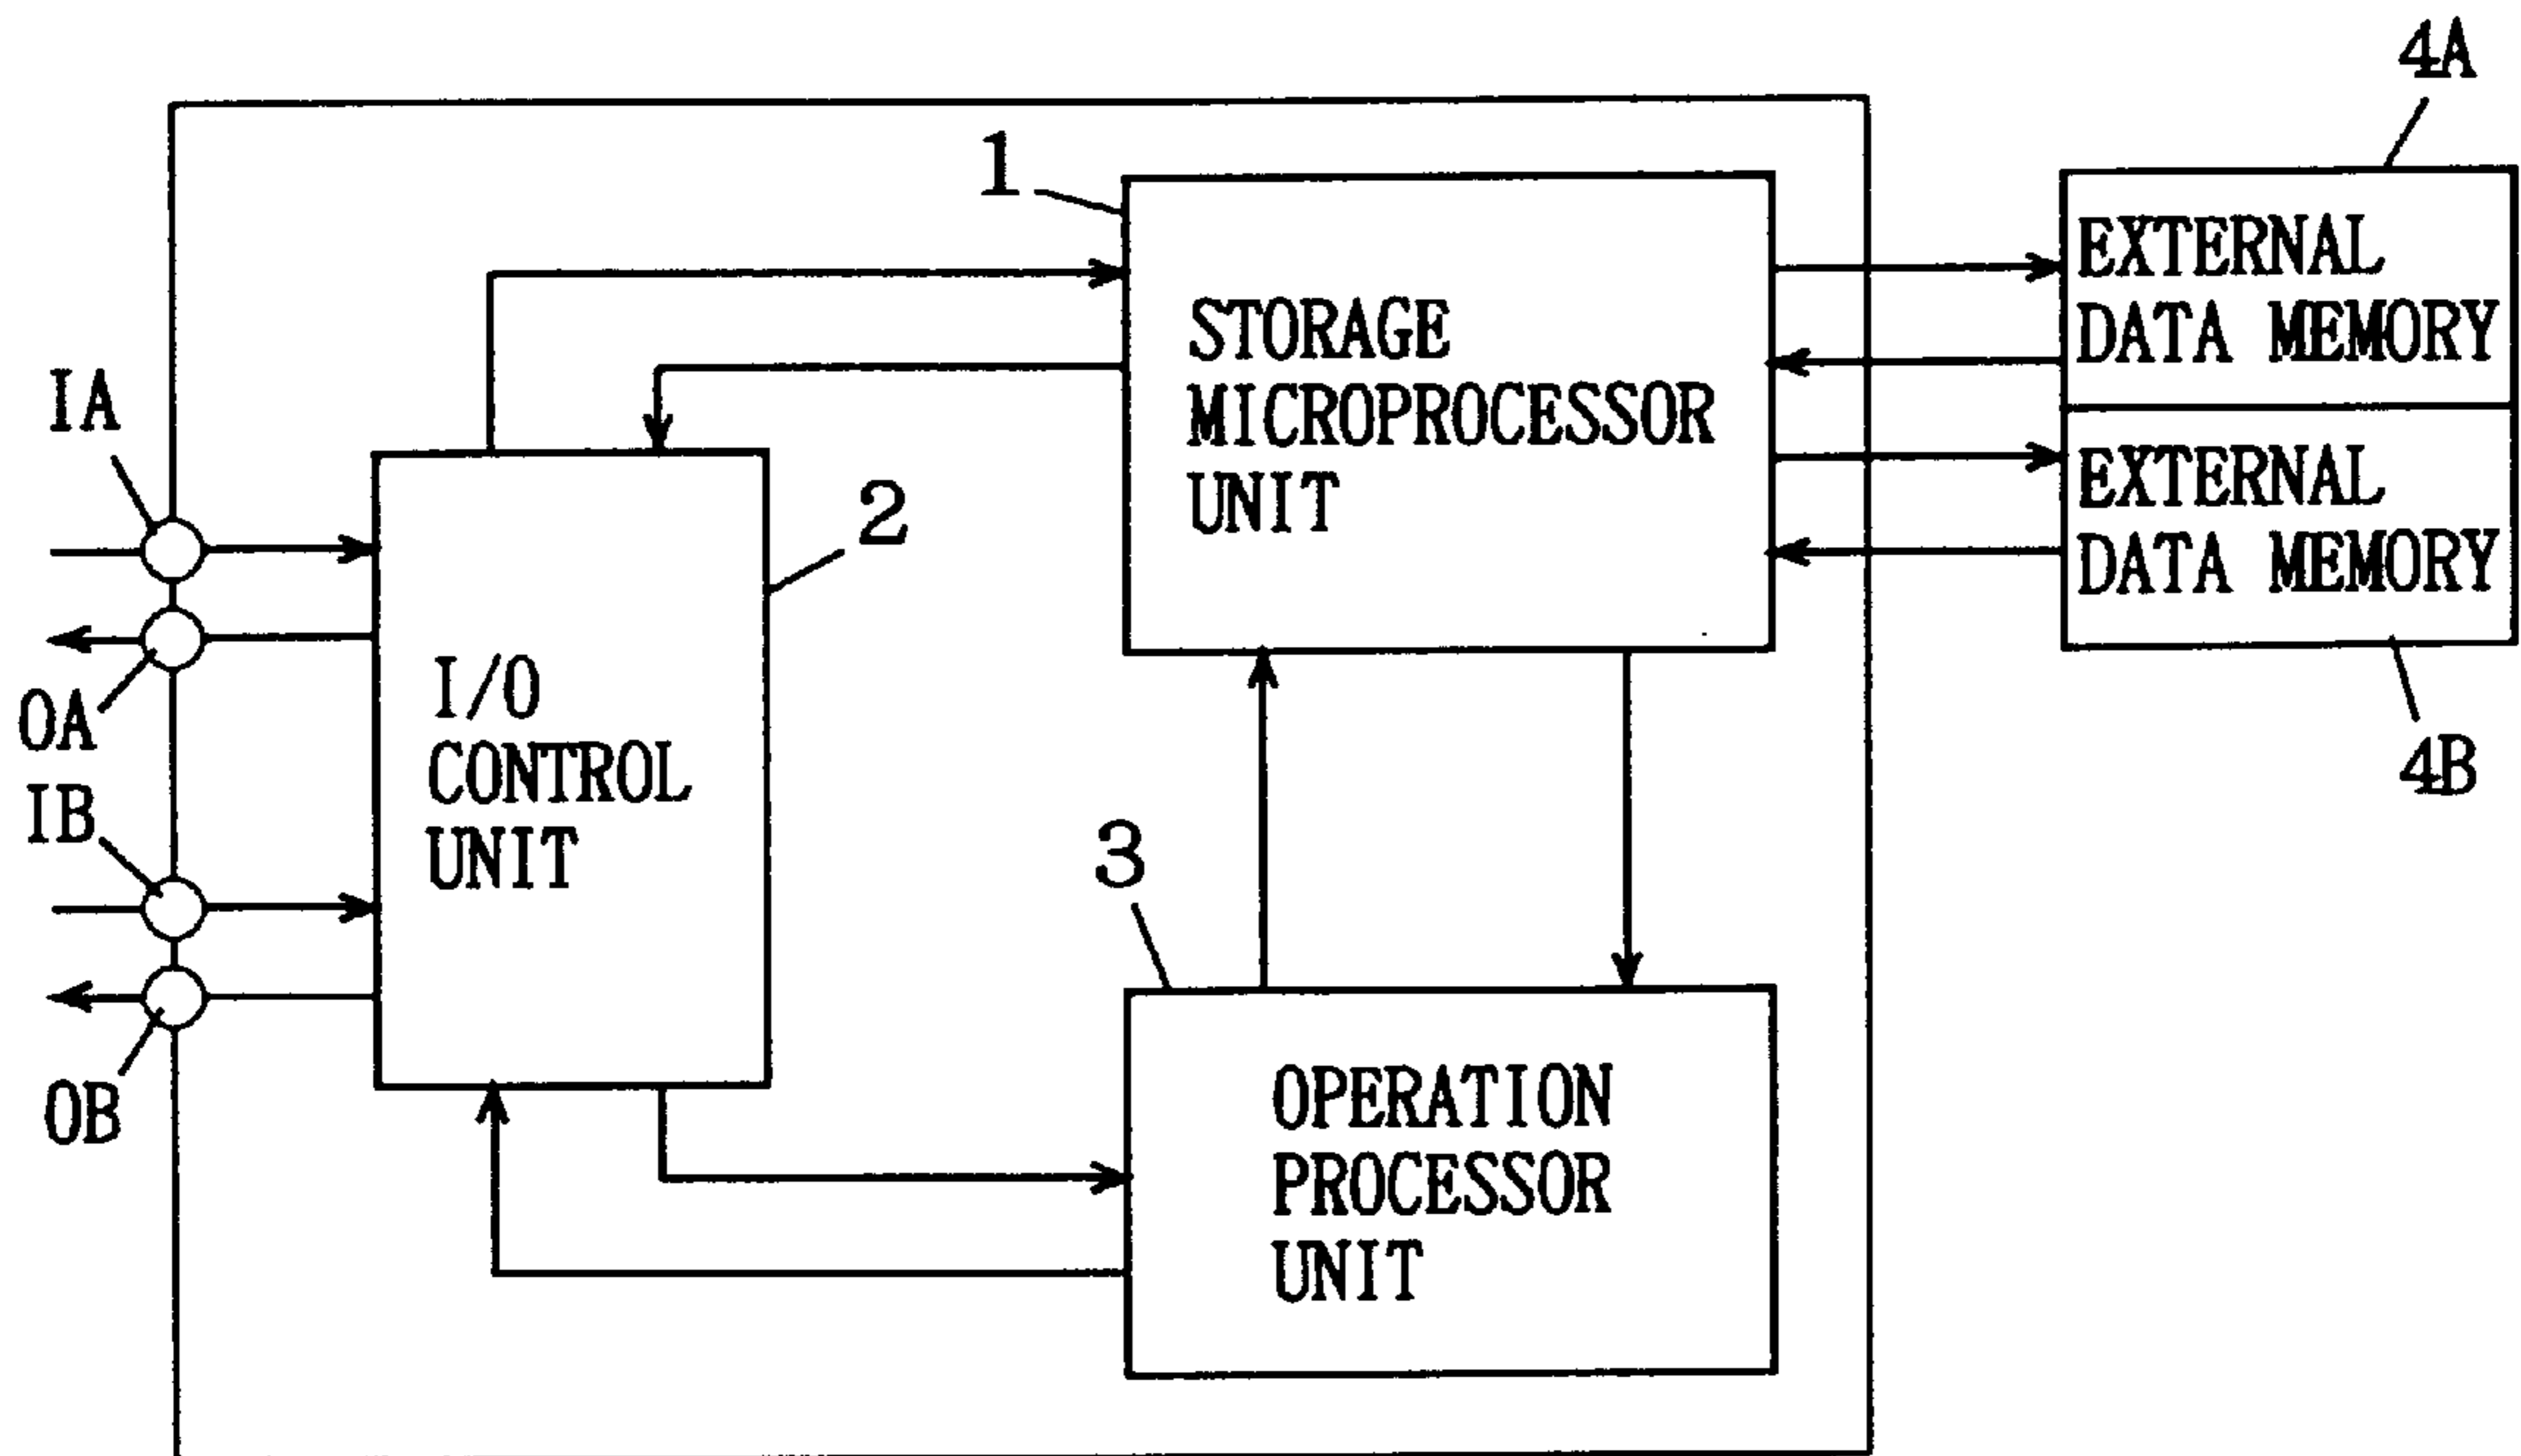 4A
1
EXTERNAL
DATA MEMORY
STORAGE
MICROPROCESSOR
UNIT
IA
2
EXTERNAL
DATA MEMORY
OA
I/O
CONTROL
UNIT
4B
IB
3
OB
OPERATION
PROCESSOR
UNIT